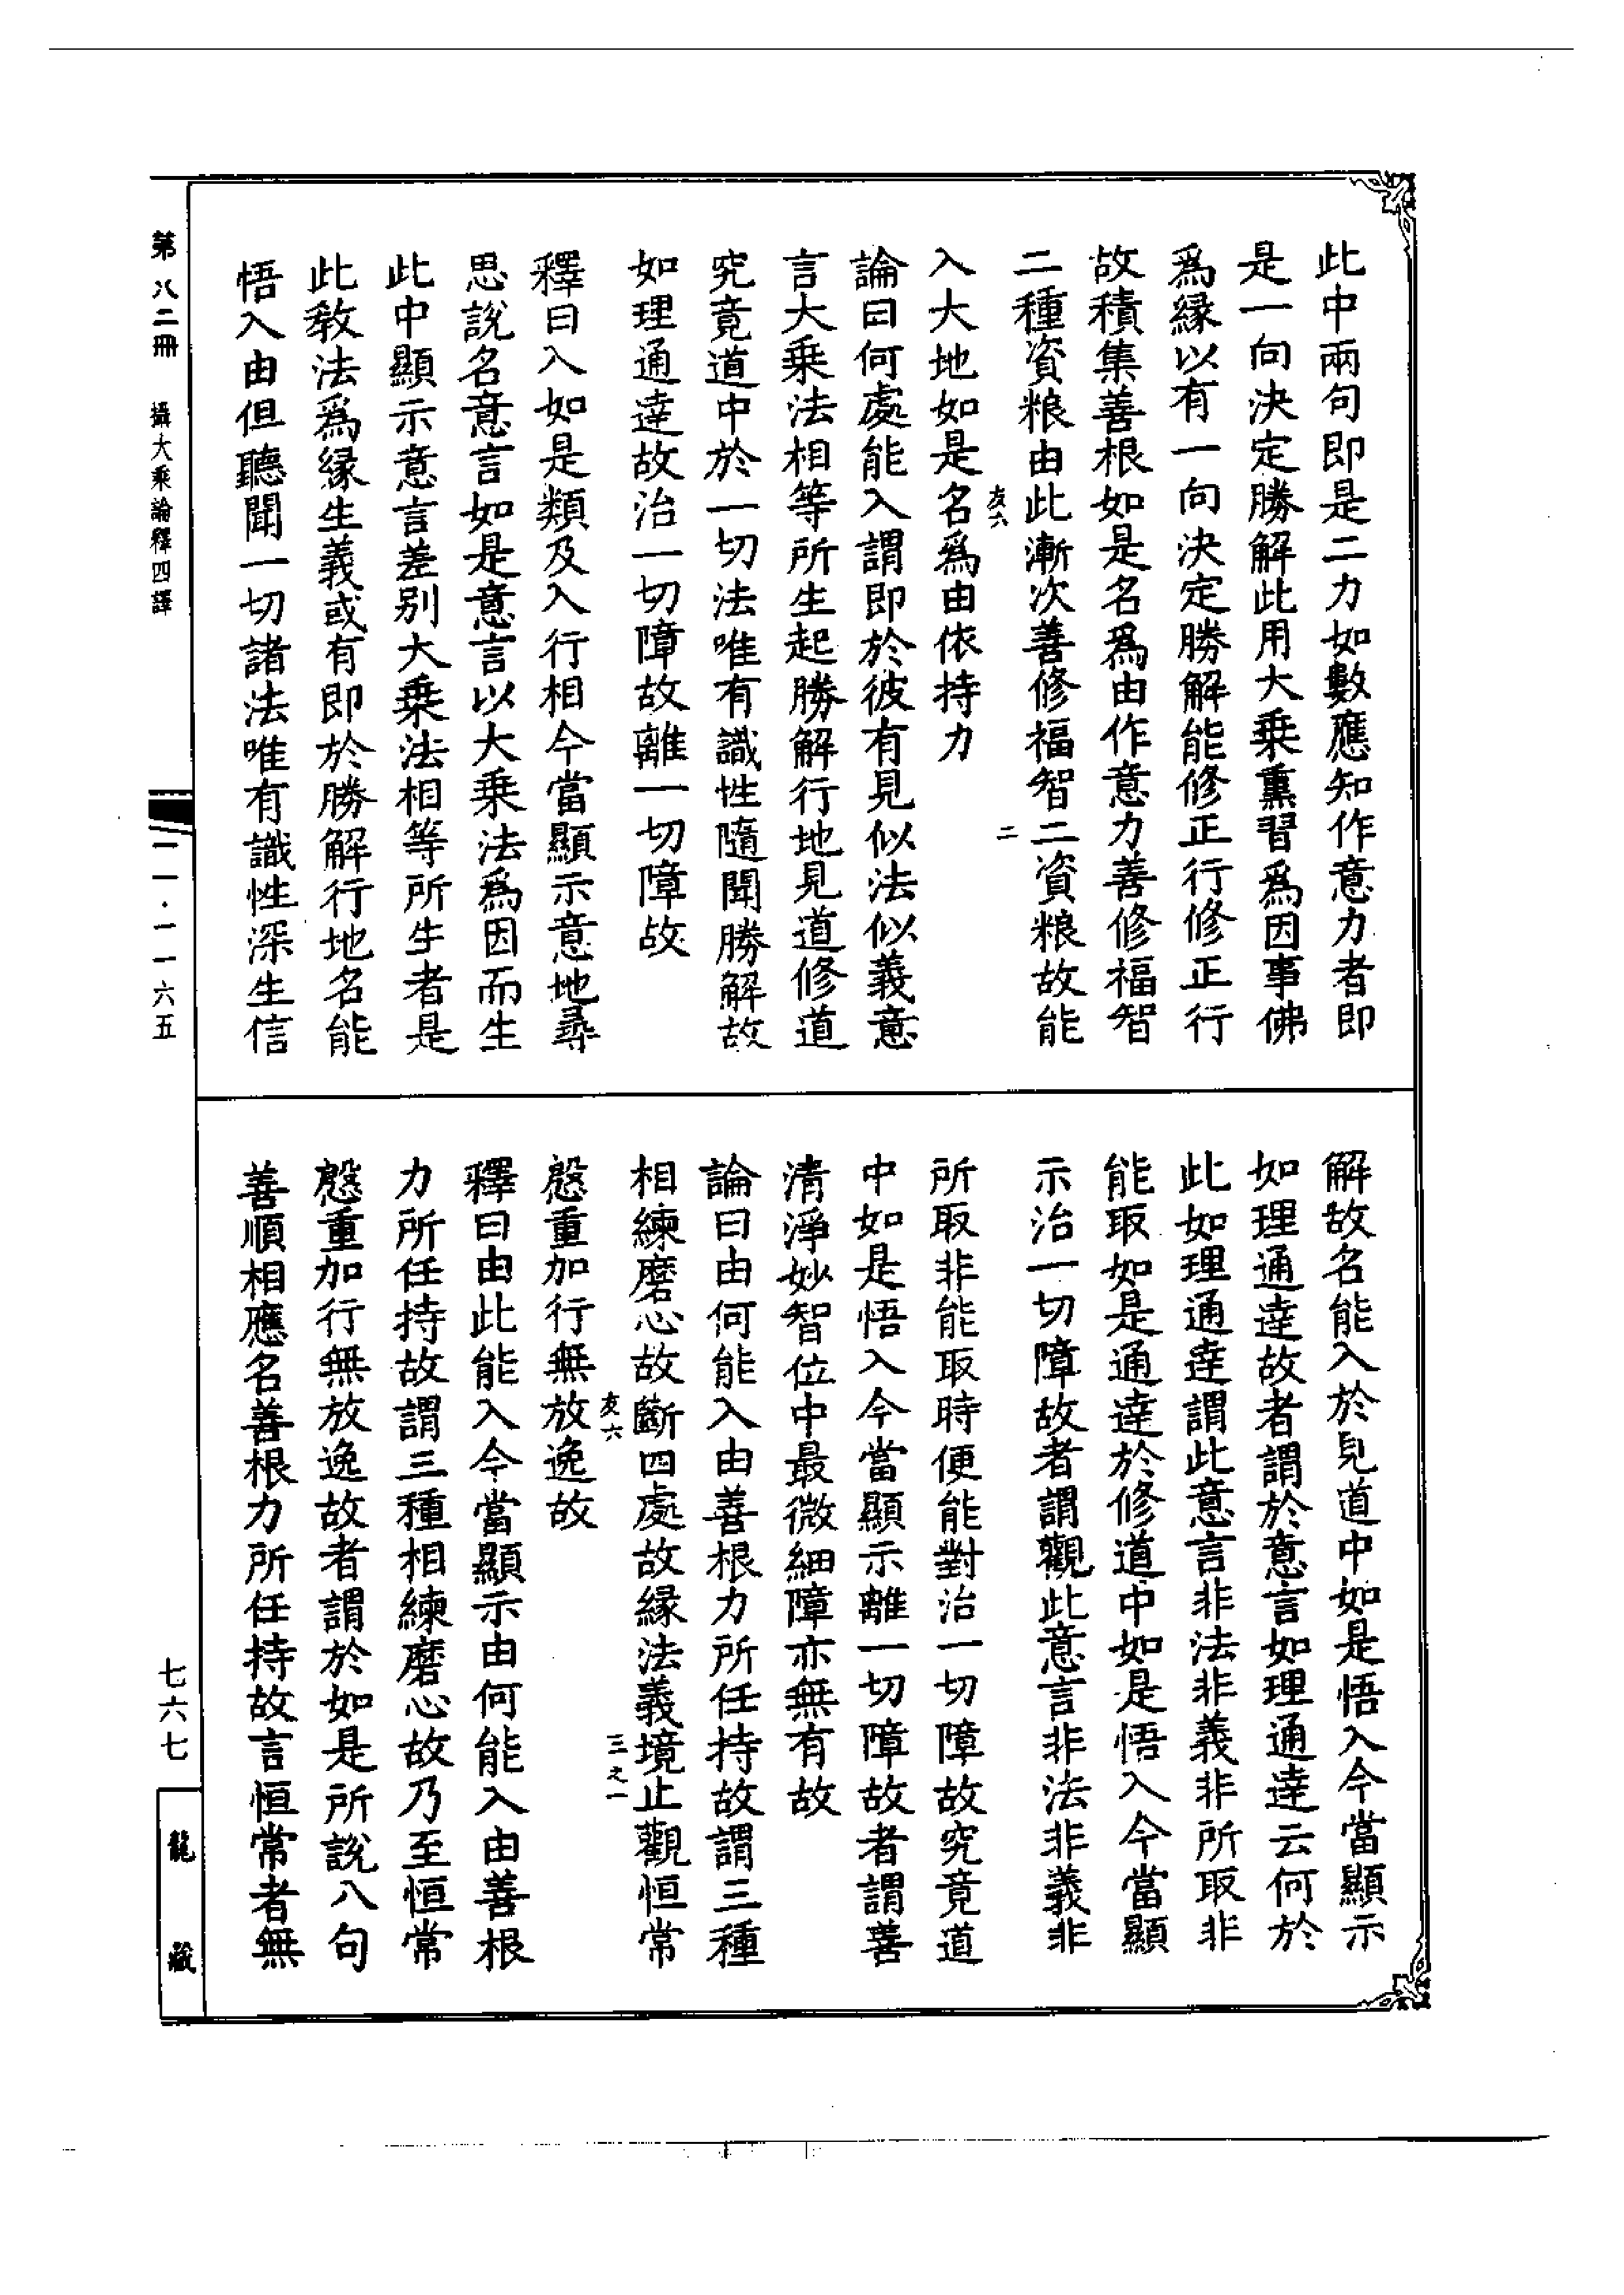 此中兩句即是二力如數應知作意力者即
是一向決定勝解此用大乗熏習爲因事佛
爲縁以有一向决定勝解能修正行修正行
故積集善根如是名爲由作意力善修福智
二種資粮由此漸次善修福智二資粮故能
友六
二
入大地如是名爲由依持力
論曰何處能入謂即於彼有見似法似義意
言大乗法相等所生起勝解行地見道修道
究竟道中於一切法唯有識性隨聞勝解故
如理通達故治一切障故離一切障故
釋曰入如是類及入行相今當顯示意地尋
思說名意言如是意言以大乗法爲因而生
此中顯示意言差别大乗法相等所生者是
此教法爲縁生義或有即於勝解行地名能
悟入由但聽聞一切諸法唯有識性深生信
解故名能入於見道中如是悟入今當顯示
如理通達故者謂於意言如理通達云何於
此如理通達謂此意言非法非義非所取非
能取如是通達於修道中如是悟入今當顯
示治一切障故者謂觀此意言非法非義非
所取非能取時便能對治一切障故究竟道
中如是悟入今當顯示離一切障故者謂善
清淨妙智位中最微細障亦無有故
論曰由何能入由善根力所任持故謂三種
相練磨心故斷四處故縁法義境止觀恒常
友六
三之一
慇重加行無放逸故
釋曰由此能入今當顯示由何能入由善根
力所任持故謂三種相練磨心故乃至恒常
慇重加行無放逸故者謂於如是所說八句
善順相應名善根力所任持故言恒常者無
第八二冊　攝大乘論釋四譯
一一·一一六五
七六七
龍藏